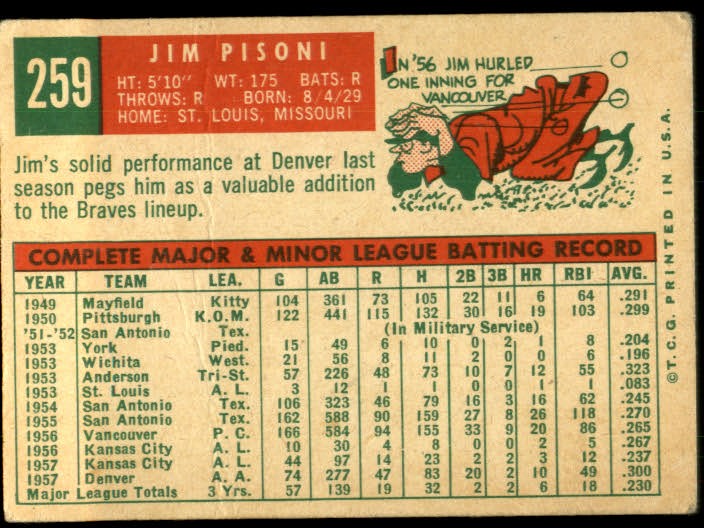 259
JIM PISONI
HT: 5'10" WT: 175 BATS: R
THROWS: R BORN: 8/4/29
HOME: ST. LOUIS, MISSOURI
IN '56 JIM HURLED
ONE INNING FOR
VANCOUVER
Jim's solid performance at Denver last
season pegs him as a valuable addition
to the Braves lineup.
COMPLETE MAJOR & MINOR LEAGUE BATTING RECORD
YEAR TEAM LEA. G AB R H 2B 3B HR RBI AVG.
1949 Mayfield Kitty 104 361 73 105 22 11 6 64 .291
1950 Pittsburgh K.O.M. 122 441 115 132 30 16 19 103 .299
'51-'52 San Antonio Tex. (In Military Service)
1953 York Pied. 15 49 6 10 0 2 1 8 .204
1953 Wichita West. 21 56 8 11 2 0 0 6 .196
1953 Anderson Tri-St. 57 226 48 73 10 7 12 55 .323
1953 St. Louis A. L. 3 12 1 1 0 0 1 1 .083
1954 San Antonio Tex. 106 323 46 79 16 3 16 62 .245
1955 San Antonio Tex. 162 588 90 159 27 8 26 118 .270
1956 Vancouver P. C. 166 584 94 155 33 9 20 86 .265
1956 Kansas City A. L. 10 30 4 8 0 0 2 5 .267
1957 Kansas City A. L. 44 97 14 23 2 2 3 12 .237
1957 Denver A. A. 74 277 47 83 20 2 10 49 .300
Major League Totals 3 Yrs. 57 139 19 32 2 2 6 18 .230
©T.C.G. PRINTED IN U.S.A.